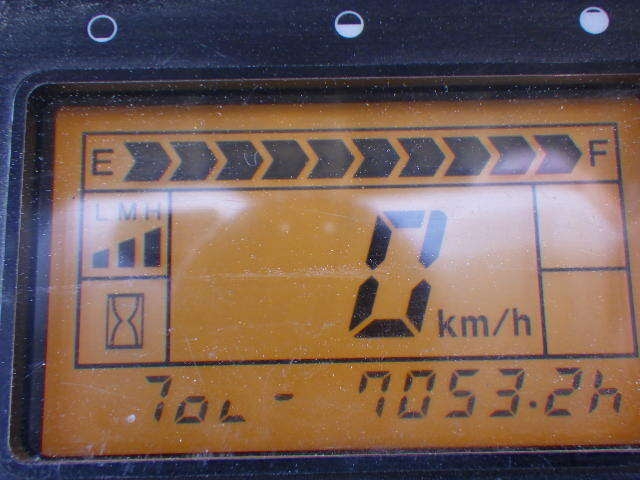 E F
L M H
0 km/h
ToL - 7053.2h